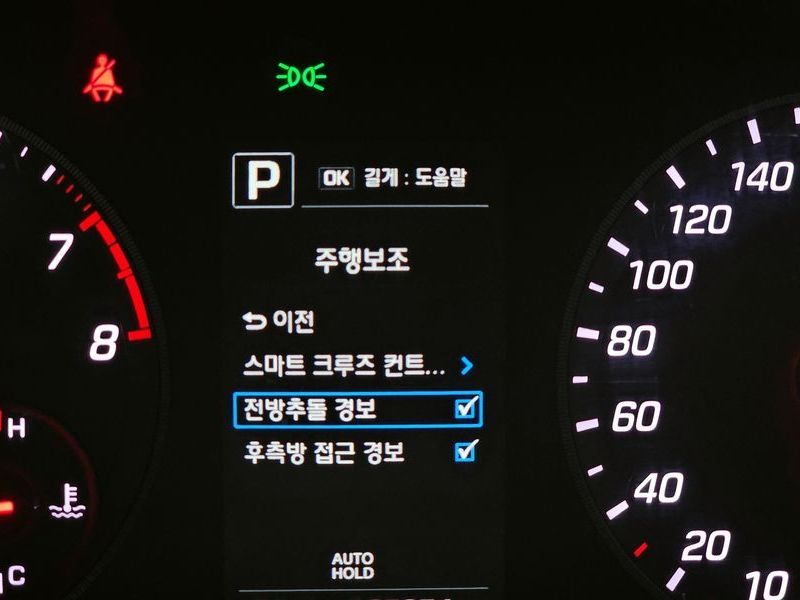 P
OK 길게 : 도움말
주행보조
이전
스마트 크루즈 컨트...
전방추돌 경보
후측방 접근 경보
AUTO
HOLD
7
8
H
C
140
120
100
80
60
40
20
10